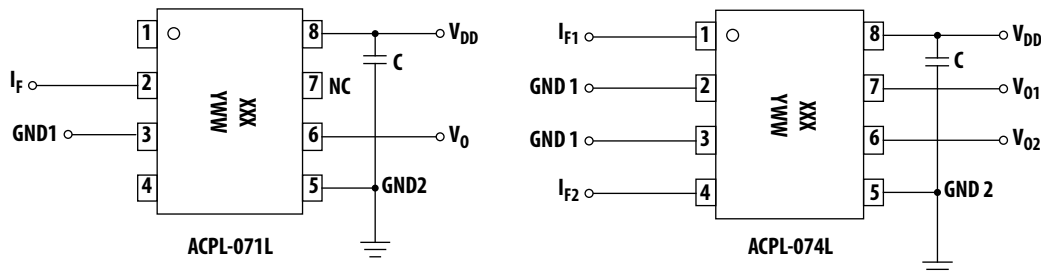 1
8
V_DD
C
I_F
2
7
NC
XXX
YWW
GND1
3
6
V_O
4
5
GND2
ACPL-071L
I_F1
1
8
V_DD
C
GND 1
2
7
V_O1
XXX
YWW
GND 1
3
6
V_O2
I_F2
4
5
GND 2
ACPL-074L